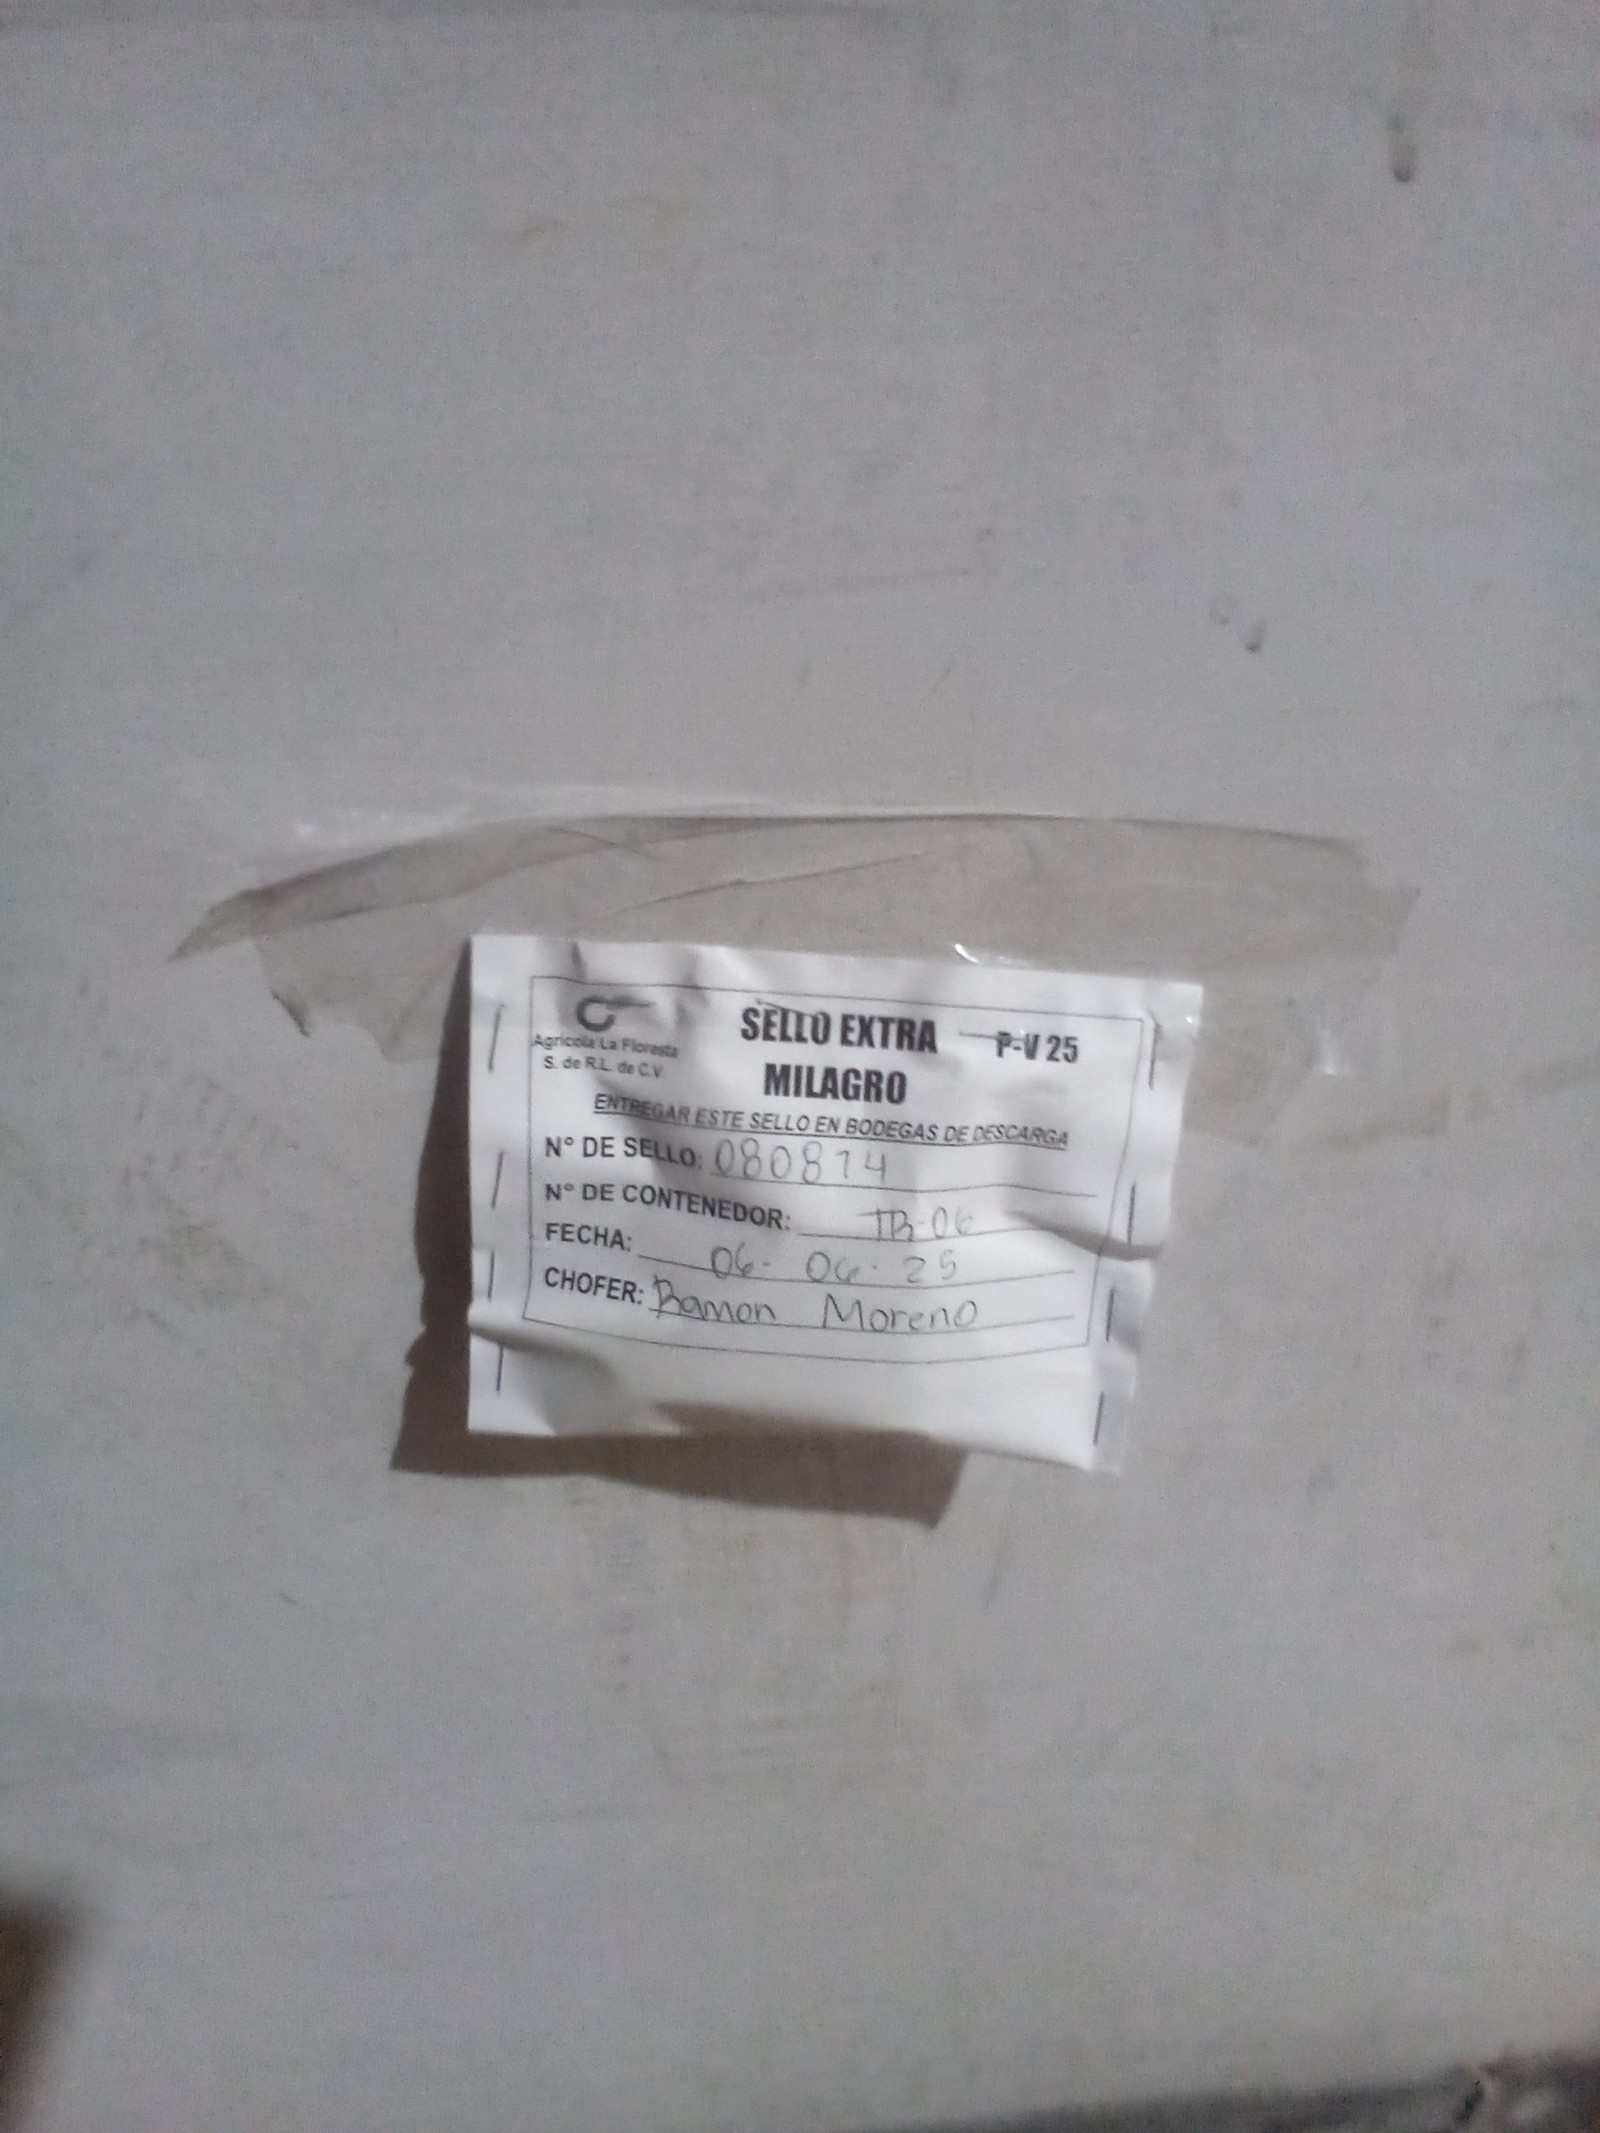 Agricola La Floresta
S. de R.L. de C.V.
SELLO EXTRA P-V 25
MILAGRO
ENTREGAR ESTE SELLO EN BODEGAS DE DESCARGA
N° DE SELLO: 080814
N° DE CONTENEDOR: TR-06
FECHA: 06-06-25
CHOFER: Ramon Moreno